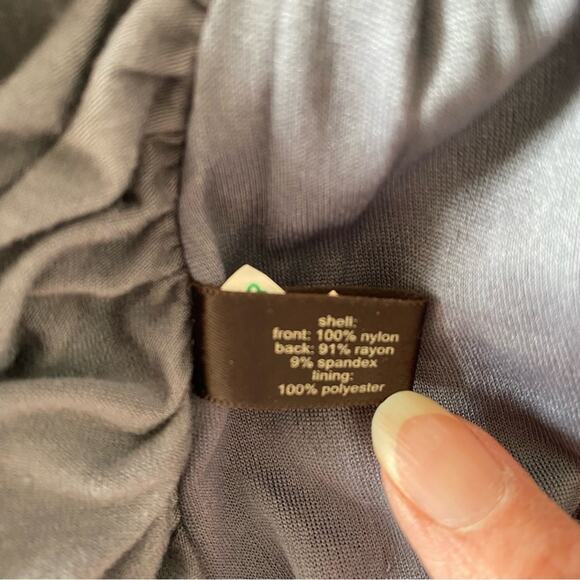 shell:
front: 100% nylon
back: 91% rayon
9% spandex
lining:
100% polyester